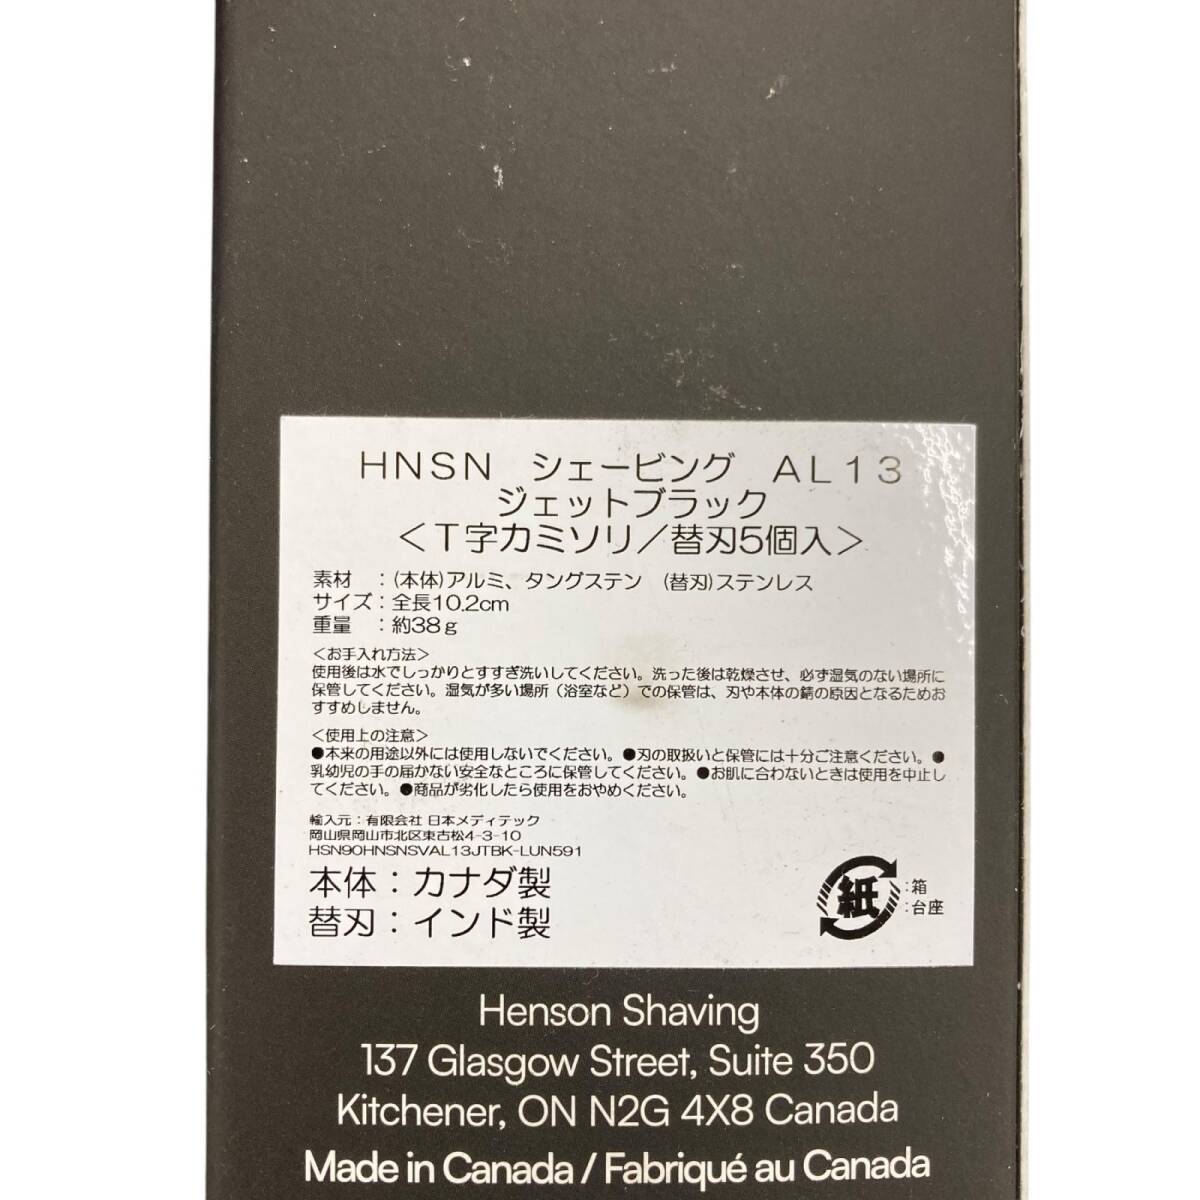 HNSN シェービング AL13
ジェットブラック
＜T字カミソリ／替刃5個入＞
素材　：(本体)アルミ、タングステン　(替刃)ステンレス
サイズ：全長10.2cm
重量　：約38g
＜お手入れ方法＞
使用後は水でしっかりとすすぎ洗いしてください。洗った後は乾燥させ、必ず湿気のない場所に
保管してください。湿気が多い場所（浴室など）での保管は、刃や本体の錆の原因となるためお
すすめしません。
＜使用上の注意＞
●本来の用途以外には使用しないでください。●刃の取扱いと保管には十分ご注意ください。●
乳幼児の手の届かない安全なところに保管してください。●お肌に合わないときは使用を中止し
てください。●商品が劣化したら使用をおやめください。
輸入元：有限会社 日本メディテック
岡山県岡山市北区東古松4-3-10
HSN90HNSNSVAL13JTBK-LUN591
本体：カナダ製
替刃：インド製
紙
：箱
：台座
Henson Shaving
137 Glasgow Street, Suite 350
Kitchener, ON N2G 4X8 Canada
Made in Canada / Fabriqué au Canada